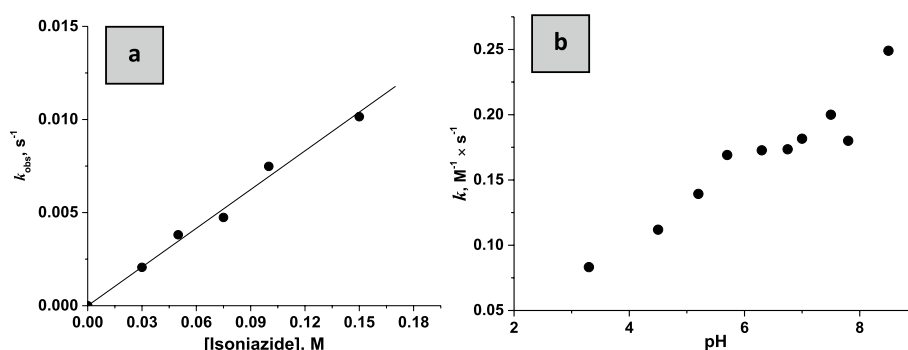 a
0.015
0.010
0.005
0.000
k_obs, s⁻¹
0.00 0.03 0.06 0.09 0.12 0.15 0.18
[Isoniazide], M
b
0.25
0.20
0.15
0.10
0.05
k, M⁻¹ × s⁻¹
2 4 6 8
pH